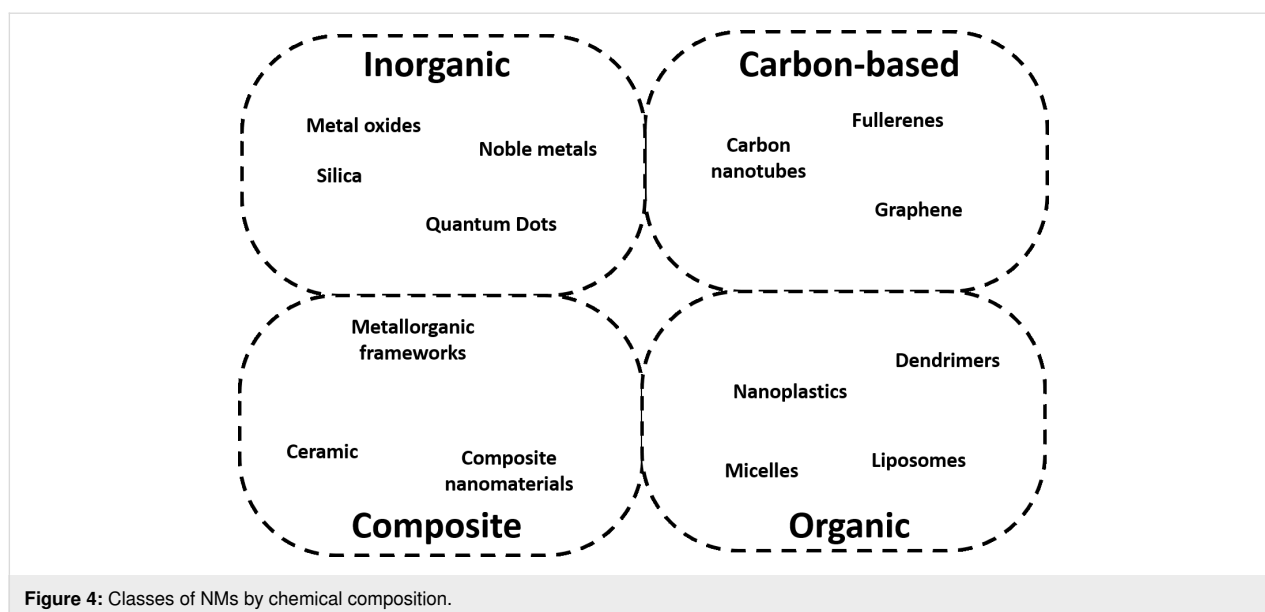 Inorganic
Metal oxides
Noble metals
Silica
Quantum Dots
Carbon-based
Fullerenes
Carbon
nanotubes
Graphene
Metallorganic
frameworks
Ceramic
Composite
nanomaterials
Composite
Dendrimers
Nanoplastics
Liposomes
Micelles
Organic
Figure 4: Classes of NMs by chemical composition.